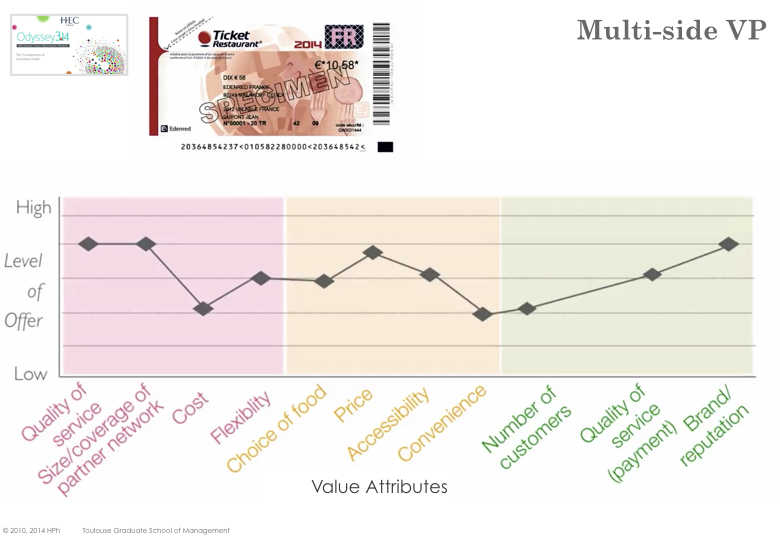 HEC
Odyssey3.14
Multi-side VP
Ticket
Restaurant®
2014
FR
€*10,58*
DIX € 58
EDENRED FRANCE
SPECIMEN
DUPONT JEAN
N°00001 * 20 TR 42 09
Edenred
20364854237<010582280000<203648542<
High
Level
of
Offer
Low
Quality of
service
Size/coverage of
partner network
Cost
Flexiblity
Choice of food
Price
Accessibility
Convenience
Number of
customers
Quality of
service
(payment)
Brand/
reputation
Value Attributes
© 2010, 2014 HPh Toulouse Graduate School of Management